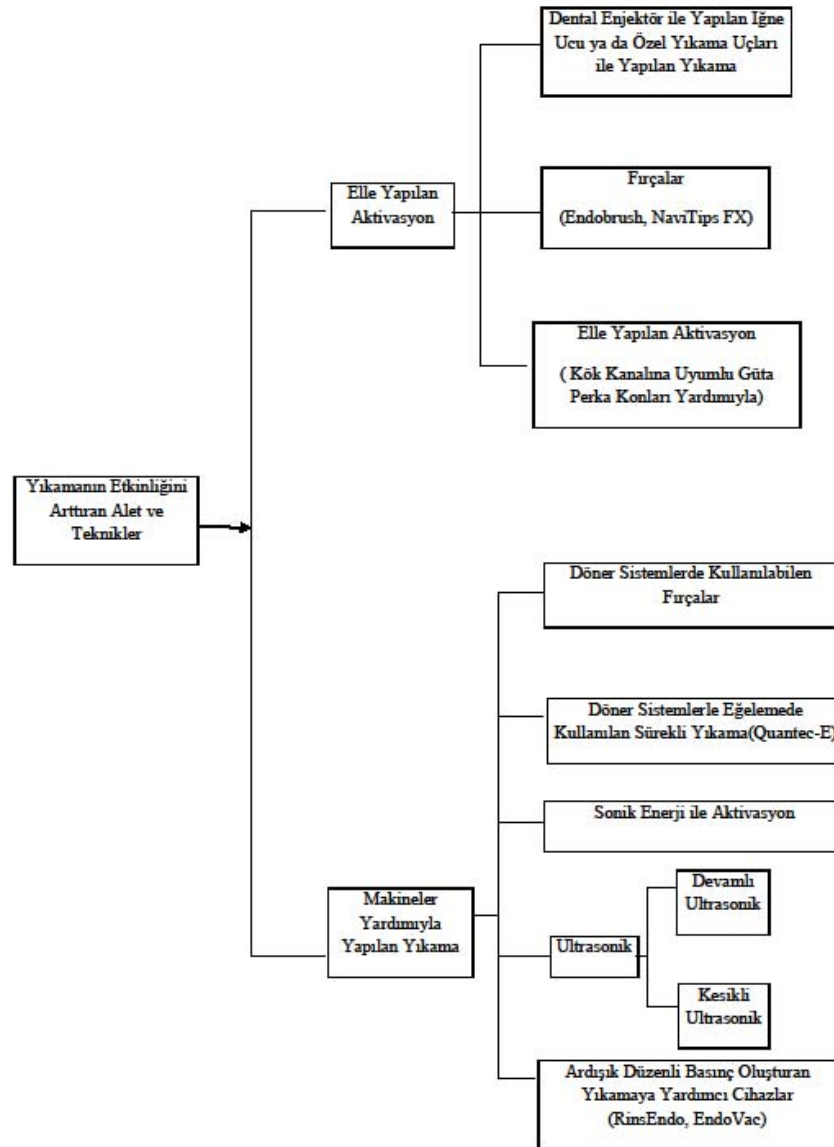 Dental Enjektör ile Yapılan Iğne
Ucu ya da Özel Yıkama Uçları
ile Yapılan Yıkama
Elle Yapılan
Aktivasyon
Fırçalar
(Endobrush, NaviTips FX)
Elle Yapılan Aktivasyon
( Kök Kanalına Uyumlu Güta
Perka Konları Yardımıyla)
Yıkamanın Etkinliğini
Arttıran Alet ve
Teknikler
Döner Sistemlerde Kullanılabilen
Fırçalar
Döner Sistemlerle Eğelemede
Kullanılan Sürekli Yıkama(Quantec-E)
Sonik Enerji ile Aktivasyon
Makineler
Yardımıyla
Yapılan Yıkama
Ultrasonik
Devamlı
Ultrasonik
Kesikli
Ultrasonik
Ardışık Düzenli Basınç Oluşturan
Yıkamaya Yardımcı Cihazlar
(RinsEndo, EndoVac)